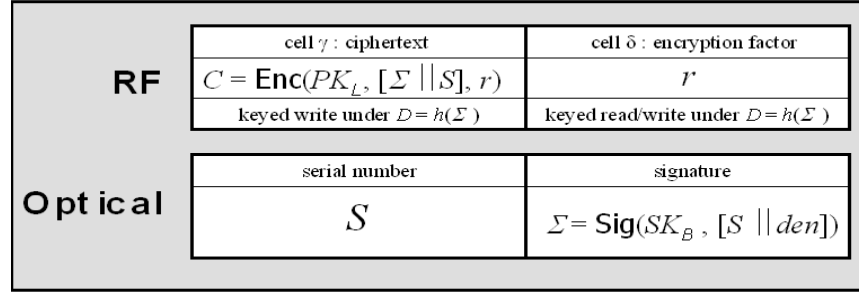 RF
cell γ : ciphertext
cell δ : encryption factor
C = Enc(PK_L, [Σ ||S], r)
r
keyed write under D = h(Σ )
keyed read/write under D = h(Σ )
Optical
serial number
signature
S
Σ = Sig(SK_B , [S || den])